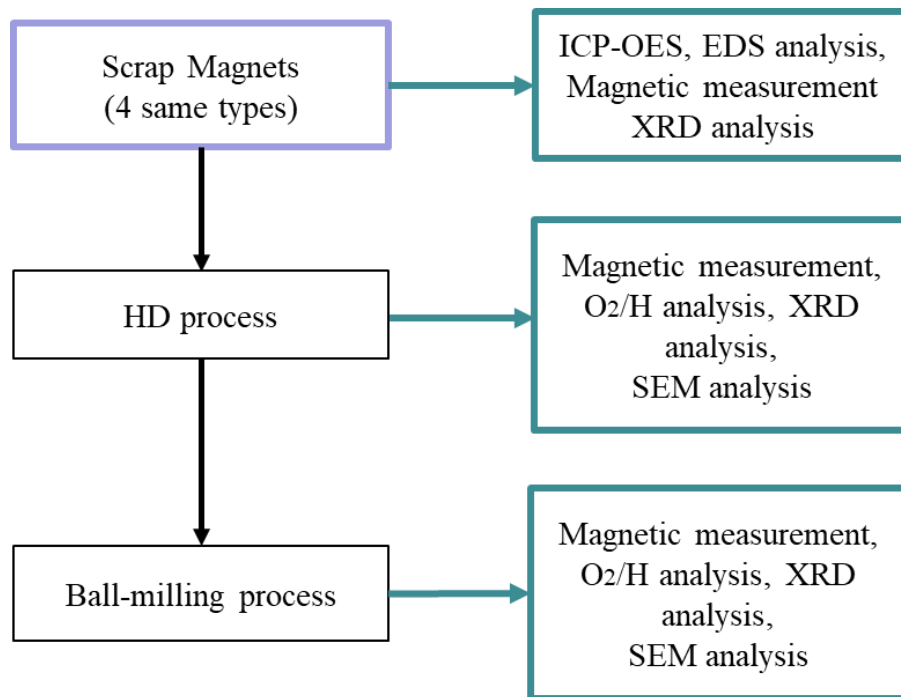 Scrap Magnets
(4 same types)
ICP-OES, EDS analysis,
Magnetic measurement
XRD analysis
HD process
Magnetic measurement,
O2/H analysis, XRD
analysis,
SEM analysis
Ball-milling process
Magnetic measurement,
O2/H analysis, XRD
analysis,
SEM analysis